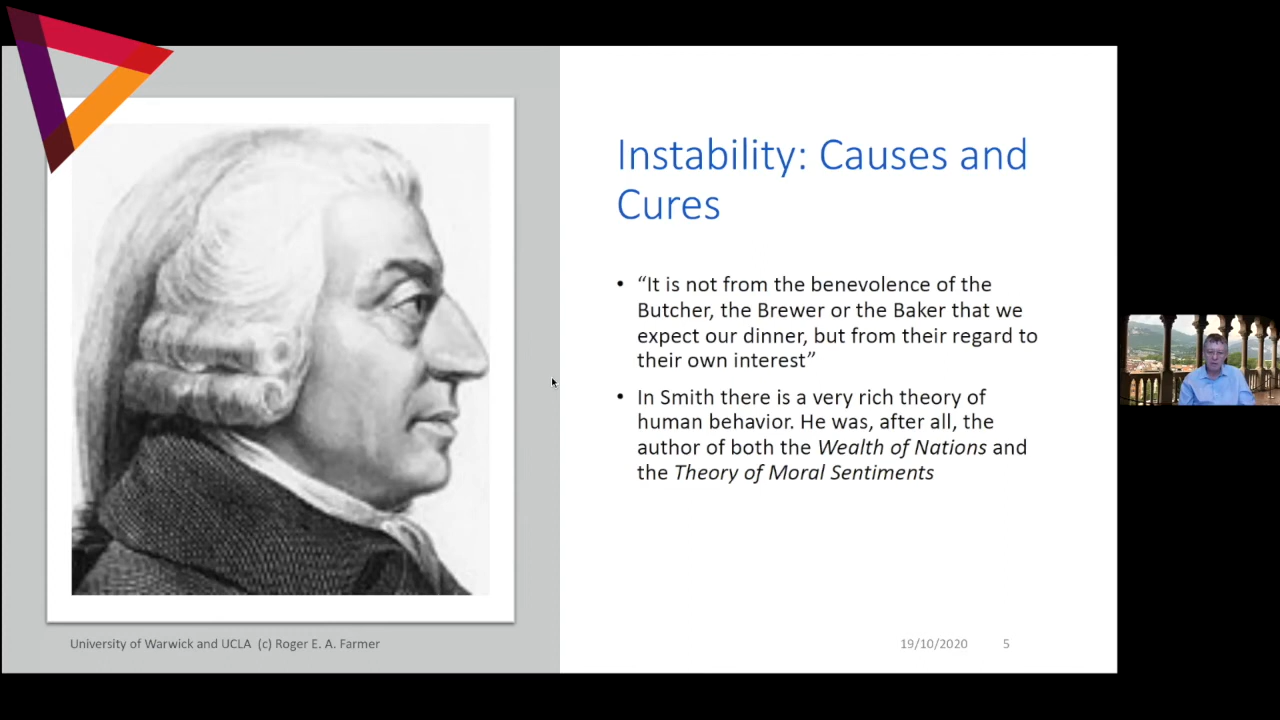 Instability: Causes and
Cures
• “It is not from the benevolence of the
Butcher, the Brewer or the Baker that we
expect our dinner, but from their regard to
their own interest”
• In Smith there is a very rich theory of
human behavior. He was, after all, the
author of both the Wealth of Nations and
the Theory of Moral Sentiments
University of Warwick and UCLA (c) Roger E. A. Farmer
19/10/2020 5